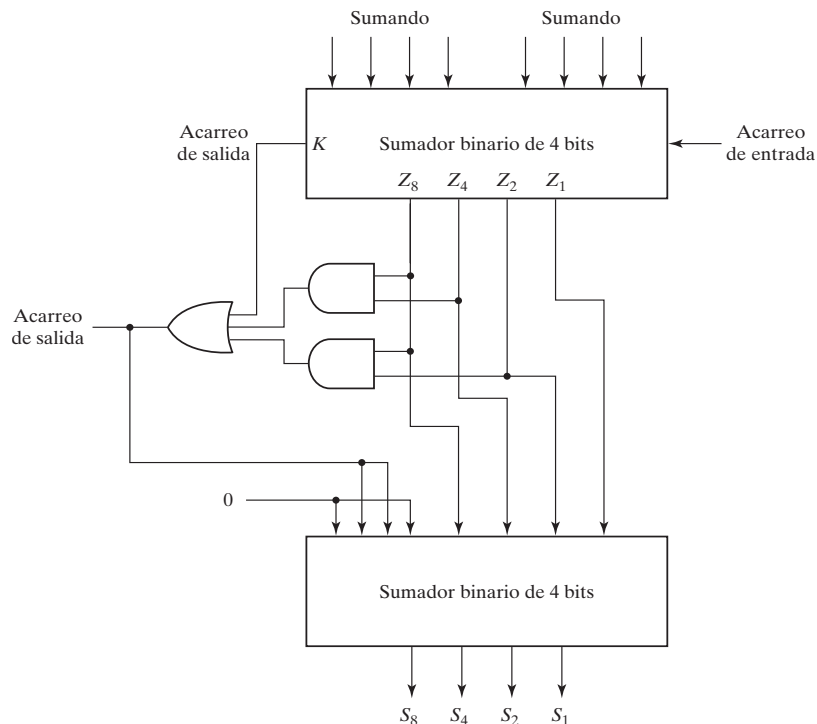 Sumando Sumando
Acarreo
de salida
K
Sumador binario de 4 bits
Acarreo
de entrada
Z8 Z4 Z2 Z1
Acarreo
de salida
0
Sumador binario de 4 bits
S8 S4 S2 S1